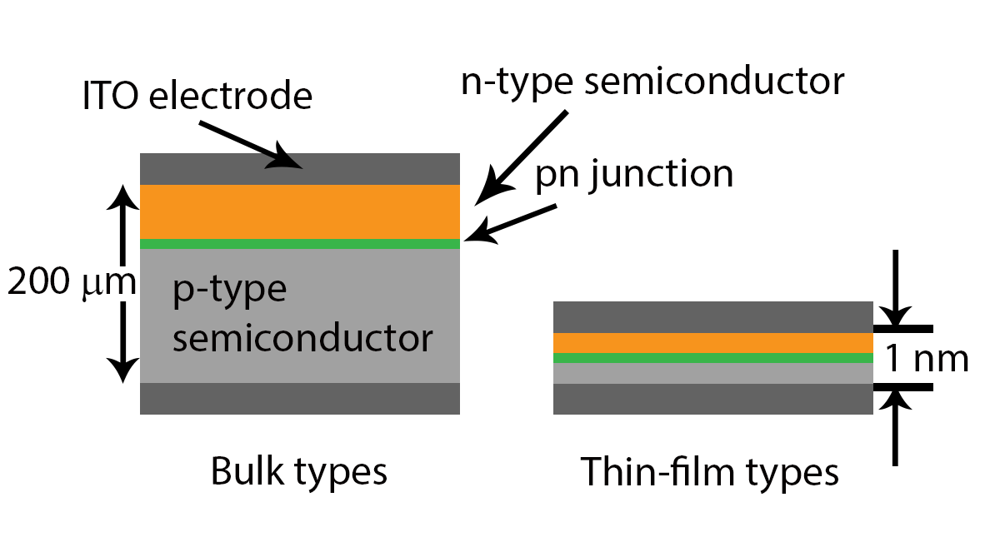 ITO electrode
n-type semiconductor
pn junction
200 μm
p-type
semiconductor
1 nm
Bulk types
Thin-film types